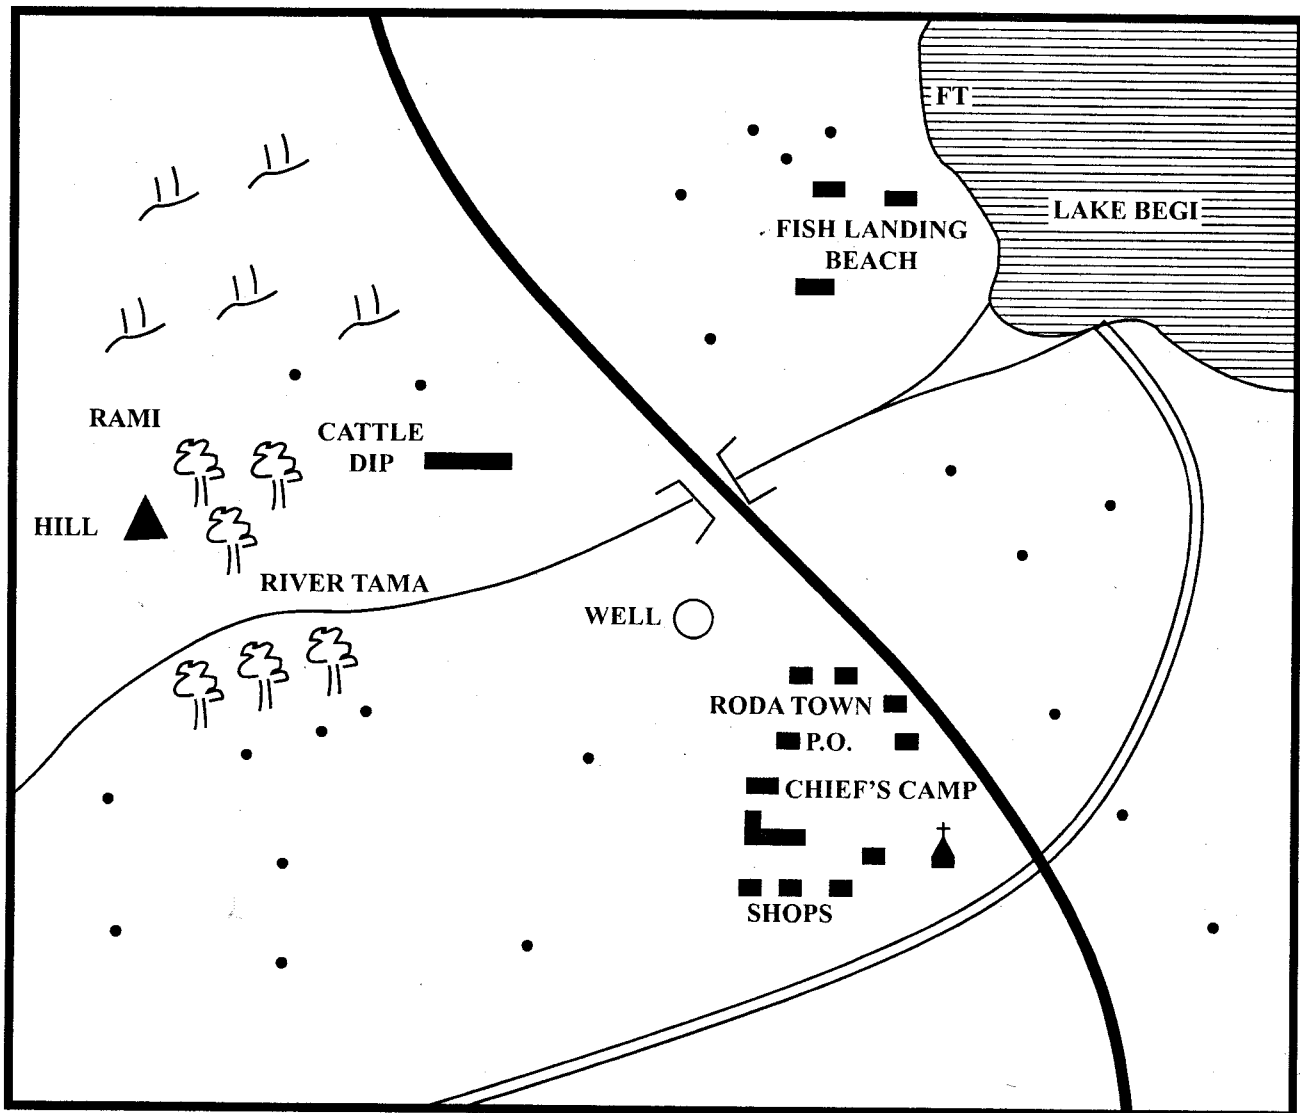 FT
LAKE BEGI
FISH LANDING
BEACH
RAMI
CATTLE
DIP
HILL
RIVER TAMA
WELL
RODA TOWN
P.O.
CHIEF'S CAMP
SHOPS